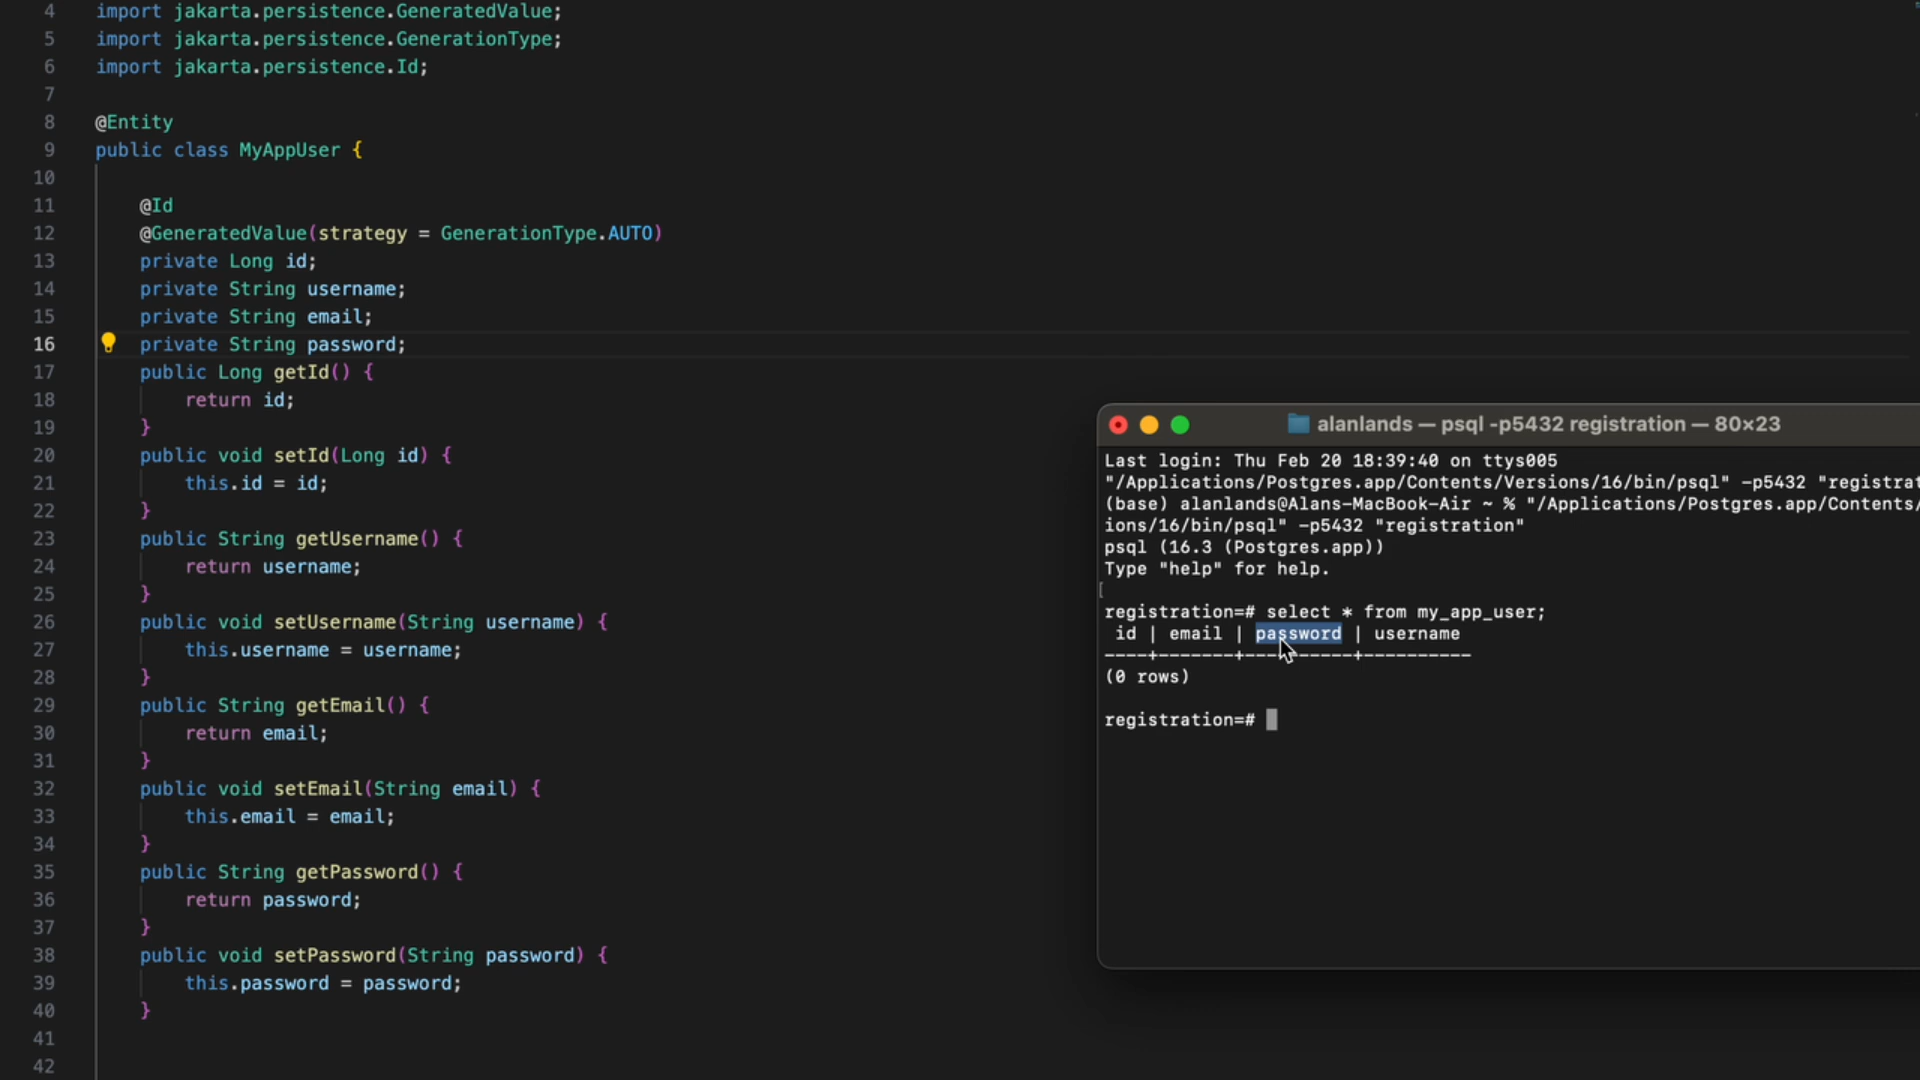 4 import jakarta.persistence.GeneratedValue;
5 import jakarta.persistence.GenerationType;
6 import jakarta.persistence.Id;
7
8 @Entity
9 public class MyAppUser {
10
11 @Id
12 @GeneratedValue(strategy = GenerationType.AUTO)
13 private Long id;
14 private String username;
15 private String email;
16 private String password;
17 public Long getId() {
18 return id;
19 }
20 public void setId(Long id) {
21 this.id = id;
22 }
23 public String getUsername() {
24 return username;
25 }
26 public void setUsername(String username) {
27 this.username = username;
28 }
29 public String getEmail() {
30 return email;
31 }
32 public void setEmail(String email) {
33 this.email = email;
34 }
35 public String getPassword() {
36 return password;
37 }
38 public void setPassword(String password) {
39 this.password = password;
40 }
41
42
alanlands — psql -p5432 registration — 80×23
Last login: Thu Feb 20 18:39:40 on ttys005
"/Applications/Postgres.app/Contents/Versions/16/bin/psql" -p5432 "registrat
(base) alanlands@Alans-MacBook-Air ~ % "/Applications/Postgres.app/Contents/
ions/16/bin/psql" -p5432 "registration"
psql (16.3 (Postgres.app))
Type "help" for help.
[
registration=# select * from my_app_user;
id | email | password | username
----+-------+----------+----------
(0 rows)
registration=#